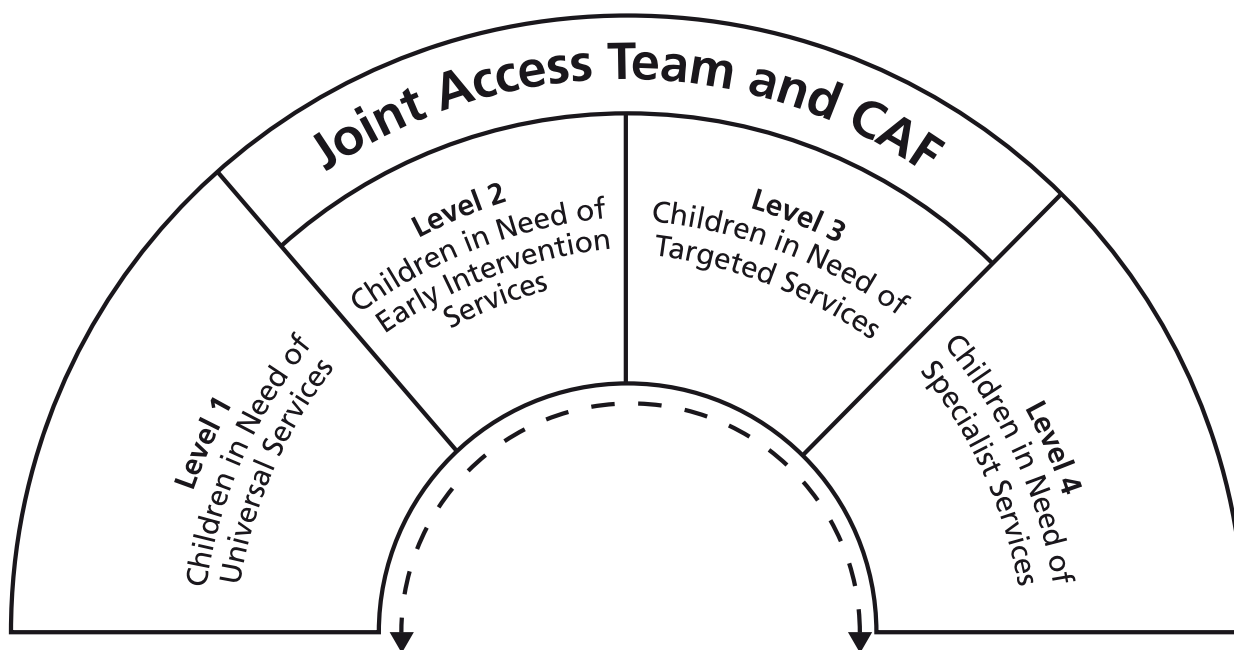 Joint Access Team and CAF
Level 1
Children in Need of
Universal Services
Level 2
Children in Need of
Early Intervention
Services
Level 3
Children in Need of
Targeted Services
Level 4
Children in Need of
Specialist Services